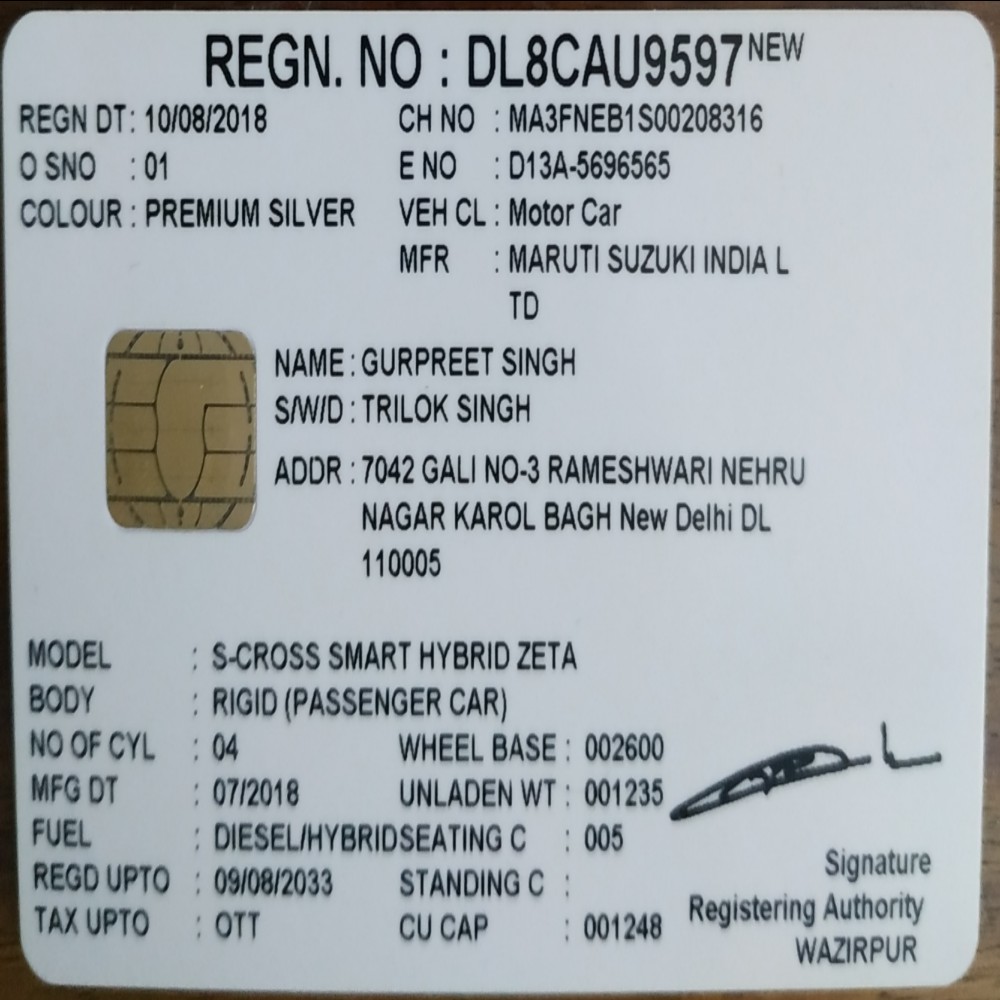 REGN. NO : DL8CAU9597 NEW
REGN DT : 10/08/2018 CH NO : MA3FNEB1S00208316
O SNO : 01 E NO : D13A-5696565
COLOUR : PREMIUM SILVER VEH CL : Motor Car
MFR : MARUTI SUZUKI INDIA L
TD
NAME : GURPREET SINGH
S/W/D : TRILOK SINGH
ADDR : 7042 GALI NO-3 RAMESHWARI NEHRU
NAGAR KAROL BAGH New Delhi DL
110005
MODEL : S-CROSS SMART HYBRID ZETA
BODY : RIGID (PASSENGER CAR)
NO OF CYL : 04 WHEEL BASE : 002600
MFG DT : 07/2018 UNLADEN WT : 001235
FUEL : DIESEL/HYBRID SEATING C : 005
REGD UPTO : 09/08/2033 STANDING C :
TAX UPTO : OTT CU CAP : 001248
Signature
Registering Authority
WAZIRPUR